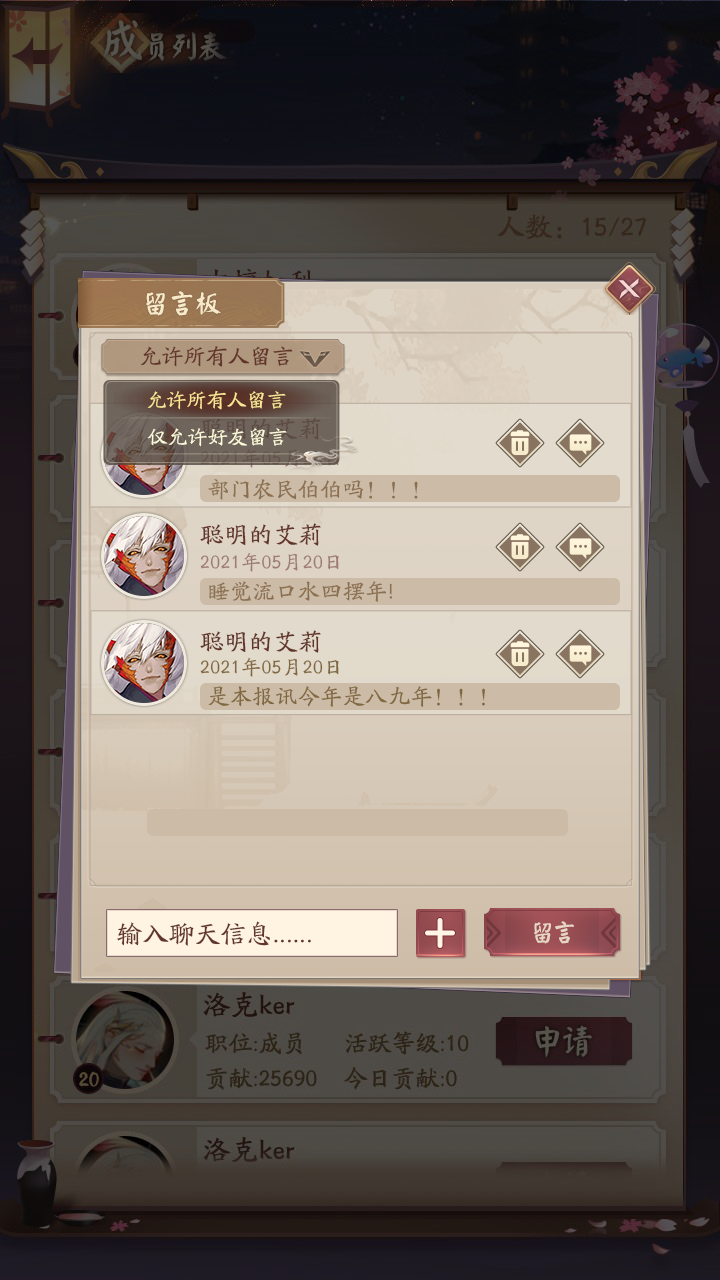 成员列表
人数：15/27
留言板
允许所有人留言
允许所有人留言
仅允许好友留言
聪明的艾莉
部门农民伯伯吗！！！
聪明的艾莉
2021年05月20日
睡觉流口水四摆年!
聪明的艾莉
2021年05月20日
是本报讯今年是八九年！！！
输入聊天信息......
留言
洛克ker
职位:成员 活跃等级:10
申请
贡献:25690 今日贡献:0
20
洛克ker